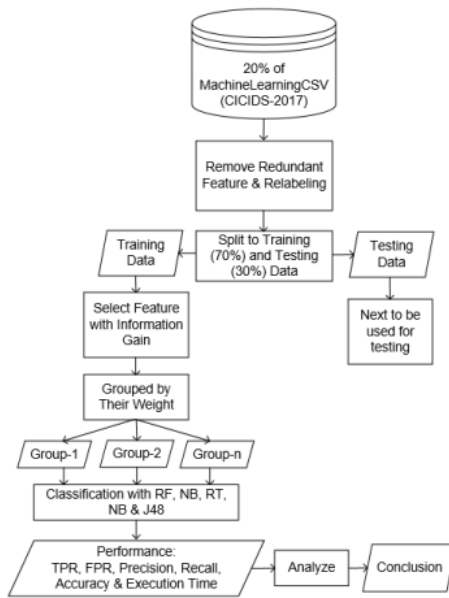 20% of
MachineLearningCSV
(CICIDS-2017)
Remove Redundant
Feature & Relabeling
Training
Data
Split to Training
(70%) and Testing
(30%) Data
Testing
Data
Select Feature
with Information
Gain
Next to be
used for
testing
Grouped by
Their Weight
Group-1
Group-2
Group-n
Classification with RF, NB, RT,
NB & J48
Performance:
TPR, FPR, Precision, Recall,
Accuracy & Execution Time
Analyze
Conclusion